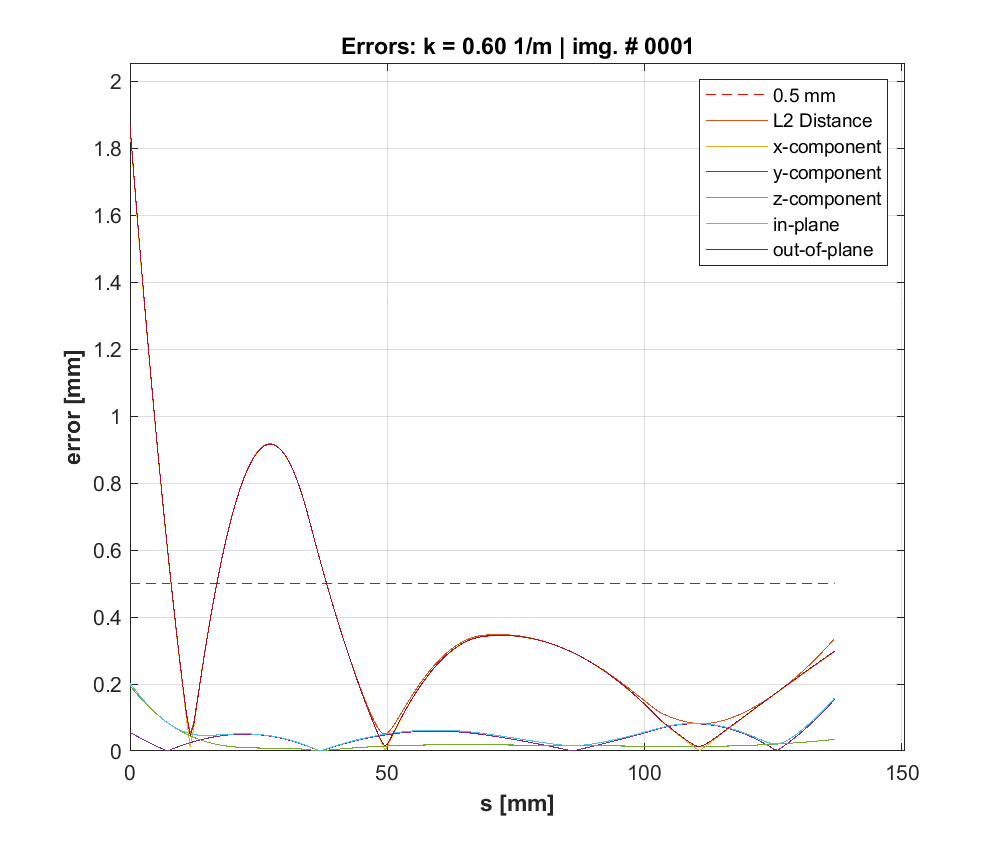 Errors: k = 0.60 1/m | img. # 0001
2
1.8
1.6
1.4
1.2
1
0.8
0.6
0.4
0.2
0
error [mm]
0.5 mm
L2 Distance
x-component
y-component
z-component
in-plane
out-of-plane
0 50 100 150
s [mm]